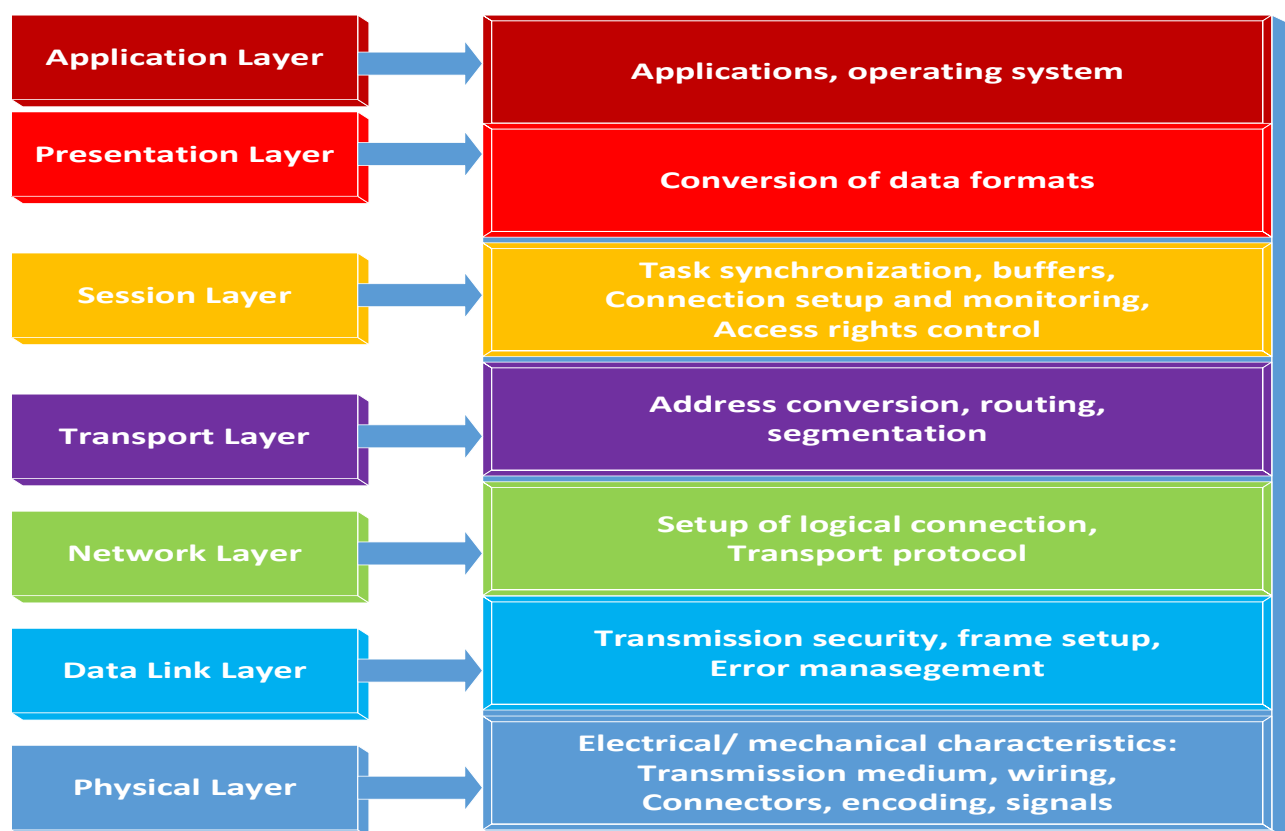 Application Layer
Applications, operating system
Presentation Layer
Conversion of data formats
Session Layer
Task synchronization, buffers,
Connection setup and monitoring,
Access rights control
Transport Layer
Address conversion, routing,
segmentation
Network Layer
Setup of logical connection,
Transport protocol
Data Link Layer
Transmission security, frame setup,
Error manasegement
Physical Layer
Electrical/ mechanical characteristics:
Transmission medium, wiring,
Connectors, encoding, signals